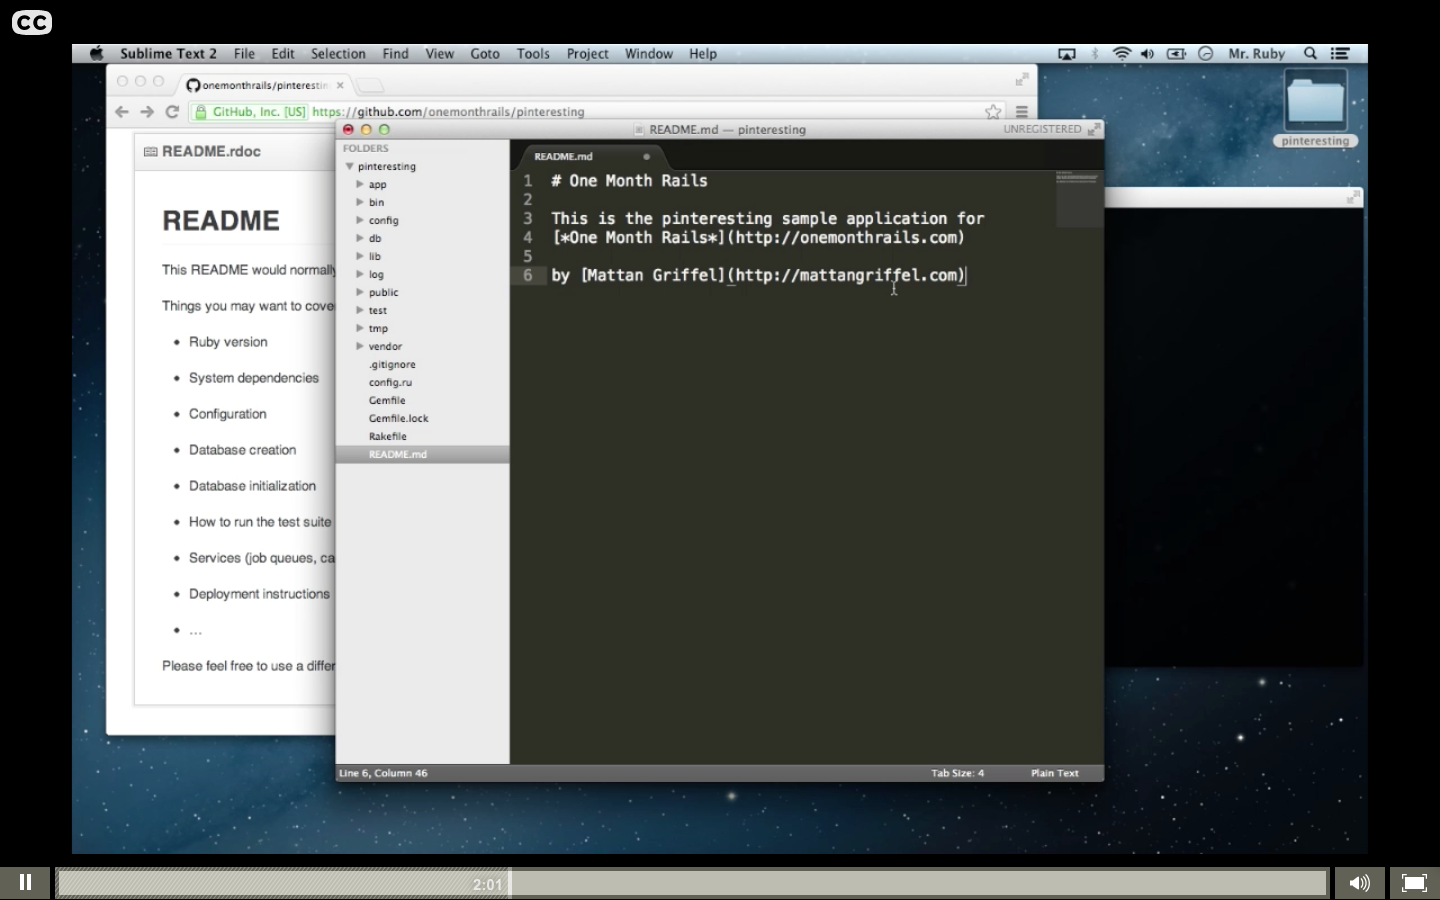 CC
Sublime Text 2 File Edit Selection Find View Goto Tools Project Window Help Mr. Ruby
onemonthrails/pinterestin
GitHub, Inc. [US] https://github.com/onemonthrails/pinteresting
pinteresting
README.rdoc
README
This README would normally
Things you may want to cove
Ruby version
System dependencies
Configuration
Database creation
Database initialization
How to run the test suite
Services (job queues, ca
Deployment instructions
...
Please feel free to use a differ
README.md — pinteresting UNREGISTERED
FOLDERS
pinteresting
app
bin
config
db
lib
log
public
test
tmp
vendor
.gitignore
config.ru
Gemfile
Gemfile.lock
Rakefile
README.md
README.md
1 # One Month Rails
2
3 This is the pinteresting sample application for
4 [*One Month Rails*](http://onemonthrails.com)
5
6 by [Mattan Griffel](http://mattangriffel.com)
Line 6, Column 46 Tab Size: 4 Plain Text
2:01